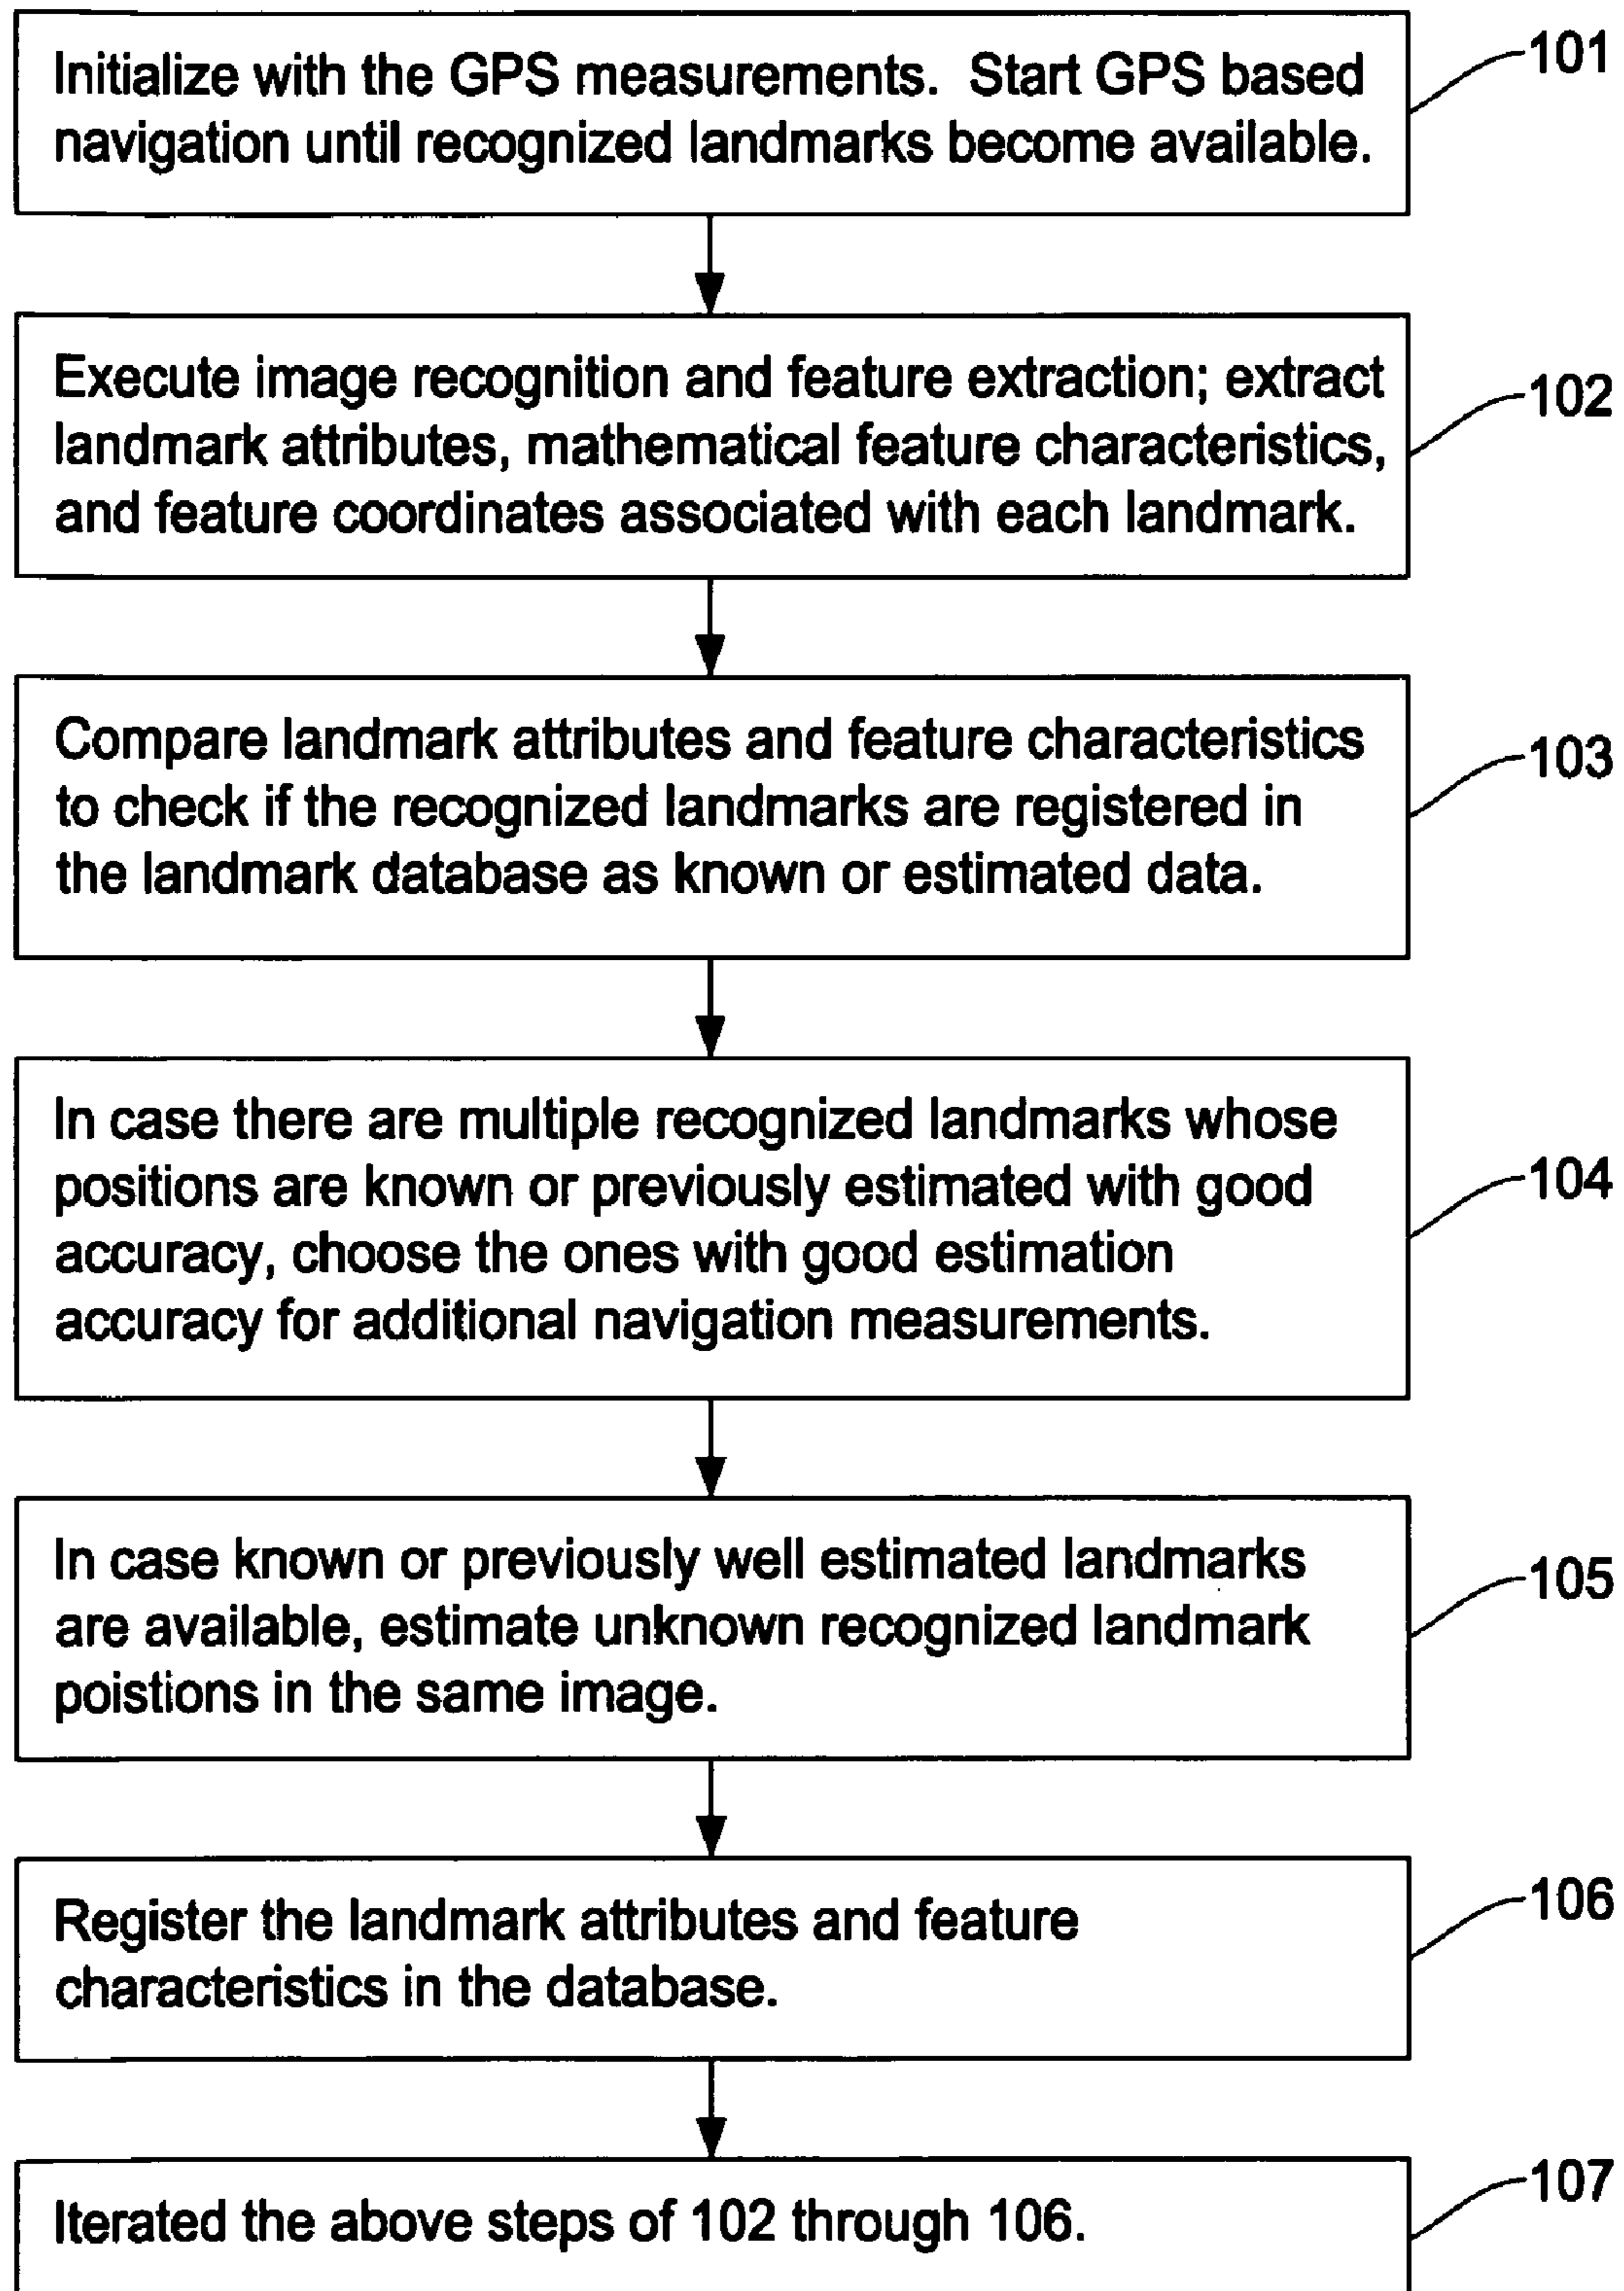 Initialize with the GPS measurements.  Start GPS based
navigation until recognized landmarks become available.
101
Execute image recognition and feature extraction; extract
landmark attributes, mathematical feature characteristics,
and feature coordinates associated with each landmark.
102
Compare landmark attributes and feature characteristics
to check if the recognized landmarks are registered in
the landmark database as known or estimated data.
103
In case there are multiple recognized landmarks whose
positions are known or previously estimated with good
accuracy, choose the ones with good estimation
accuracy for additional navigation measurements.
104
In case known or previously well estimated landmarks
are available, estimate unknown recognized landmark
poistions in the same image.
105
Register the landmark attributes and feature
characteristics in the database.
106
Iterated the above steps of 102 through 106.
107